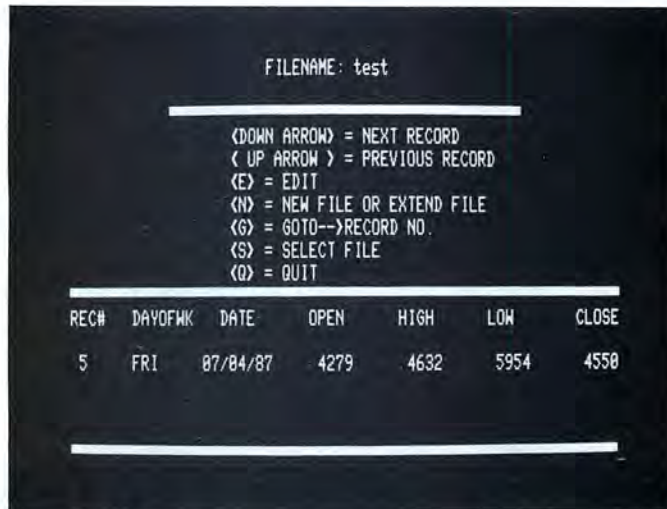 FILENAME: test
<DOWN ARROW> = NEXT RECORD
< UP ARROW > = PREVIOUS RECORD
<E> = EDIT
<N> = NEW FILE OR EXTEND FILE
<G> = GOTO-->RECORD NO.
<S> = SELECT FILE
<Q> = QUIT
REC# DAYOFWK DATE OPEN HIGH LOW CLOSE
5 FRI 07/04/87 4279 4632 5954 4550